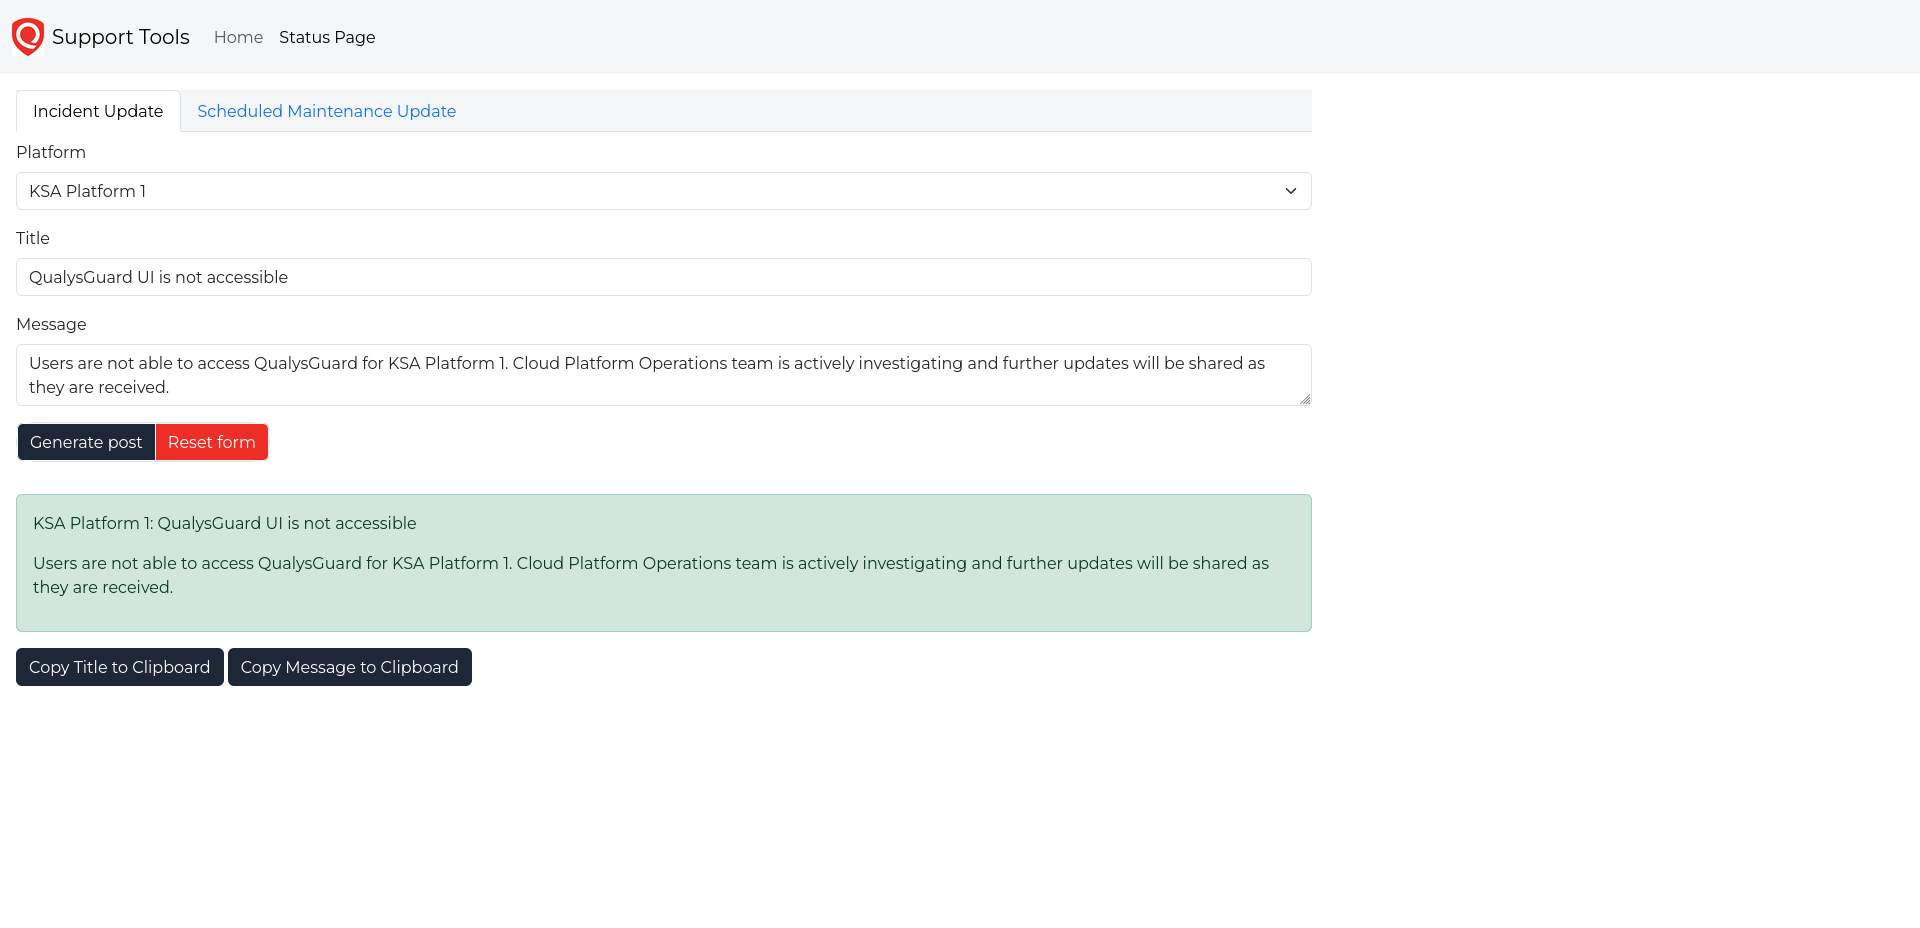 Support Tools Home Status Page
Incident Update Scheduled Maintenance Update
Platform
KSA Platform 1
Title
QualysGuard UI is not accessible
Message
Users are not able to access QualysGuard for KSA Platform 1. Cloud Platform Operations team is actively investigating and further updates will be shared as
they are received.
Generate post Reset form
KSA Platform 1: QualysGuard UI is not accessible
Users are not able to access QualysGuard for KSA Platform 1. Cloud Platform Operations team is actively investigating and further updates will be shared as
they are received.
Copy Title to Clipboard Copy Message to Clipboard